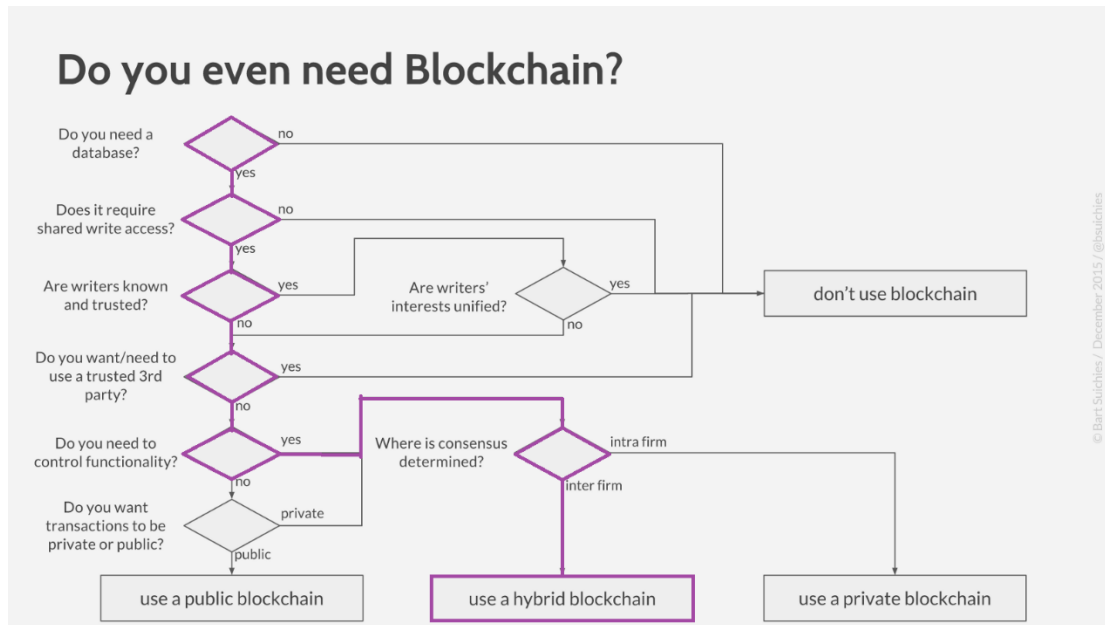 Do you even need Blockchain?
Do you need a
database?
no
yes
Does it require
shared write access?
no
yes
Are writers known
and trusted?
yes
no
Are writers'
interests unified?
yes
no
don't use blockchain
Do you want/need to
use a trusted 3rd
party?
yes
no
Do you need to
control functionality?
yes
no
Where is consensus
determined?
intra firm
inter firm
Do you want
transactions to be
private or public?
private
public
use a public blockchain
use a hybrid blockchain
use a private blockchain
© Bart Suichies / December 2015 / @bsuichies